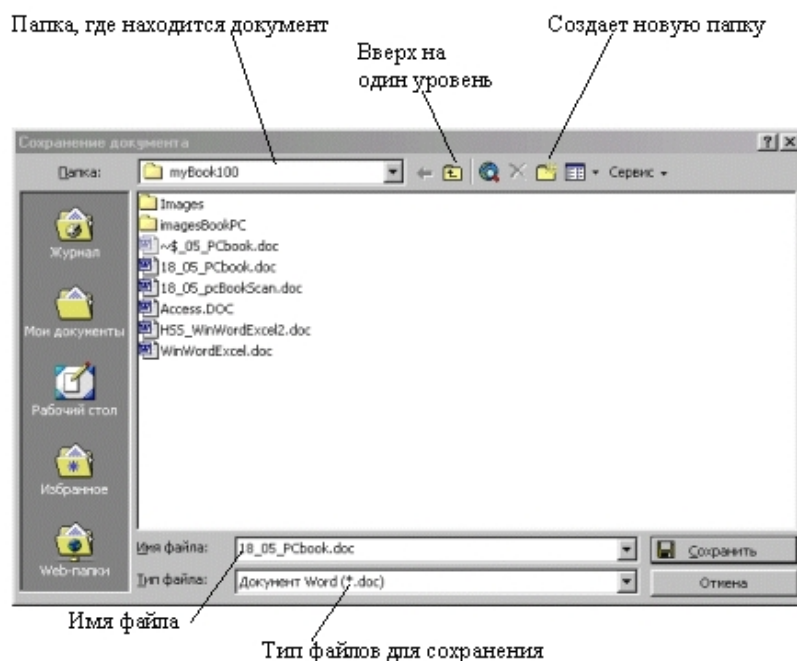 Папка, где находится документ
Создает новую папку
Вверх на
один уровень
Сохранение документа
Папка:
myBook100
Сервис
Журнал
Мои документы
Рабочий стол
Избранное
Web-папки
Images
imagesBookPC
~$_05_PCbook.doc
18_05_PCbook.doc
18_05_pcBookScan.doc
Access.DOC
H55_WinWordExcel2.doc
WinWordExcel.doc
Имя файла:
18_05_PCbook.doc
Сохранить
Тип файла:
Документ Word (*.doc)
Отмена
Имя файла
Тип файлов для сохранения